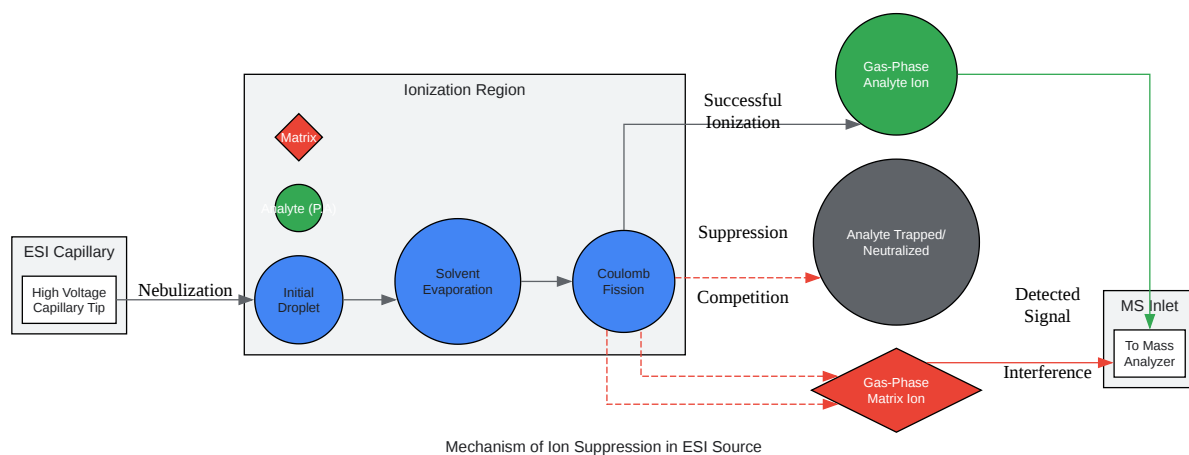 Ionization Region
Matrix
Analyte (P
ESI Capillary
High Voltage
Capillary Tip
Nebulization
Initial
Droplet
Solvent
Evaporation
Coulomb
Fission
Successful
Ionization
Suppression
Competition
Gas-Phase
Analyte Ion
Analyte Trapped/
Neutralized
Gas-Phase
Matrix Ion
Detected
Signal
Interference
MS Inlet
To Mass
Analyzer
Mechanism of Ion Suppression in ESI Source